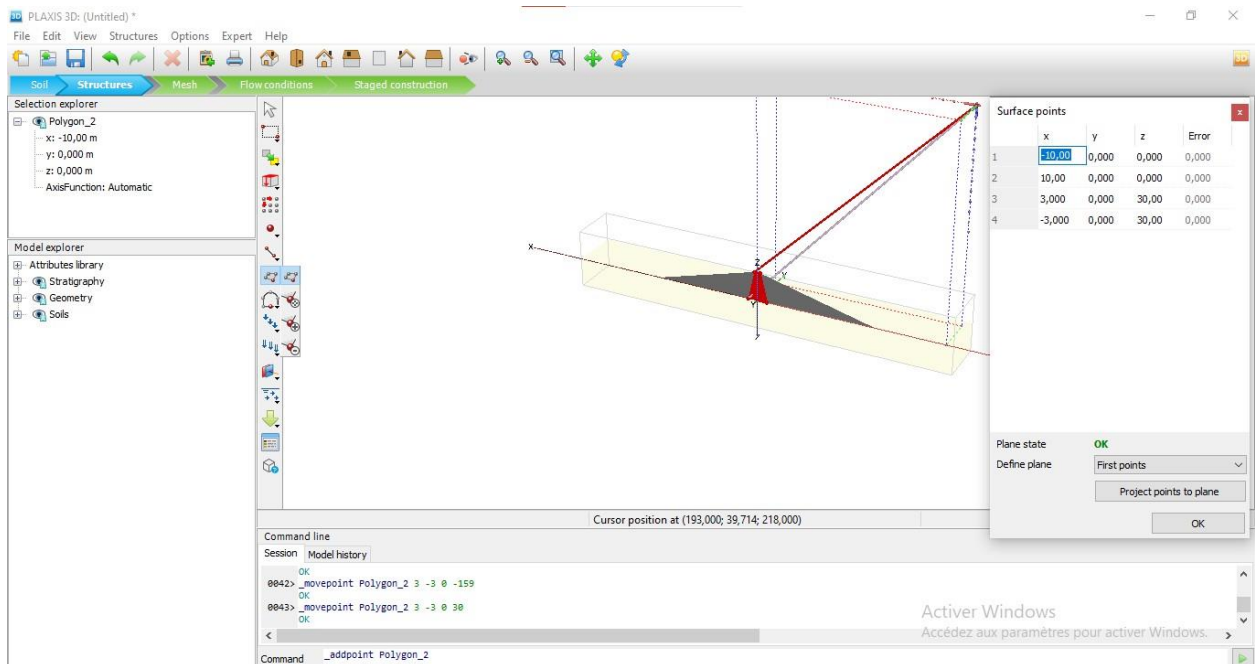 3D PLAXIS 3D: (Untitled) *
File Edit View Structures Options Expert Help
3D
Soil Structures Mesh Flow conditions Staged construction
Selection explorer
Polygon_2
x: -10,00 m
y: 0,000 m
z: 0,000 m
AxisFunction: Automatic
Model explorer
Attributes library
Stratigraphy
Geometry
Soils
X
Z
Y
Y
Surface points
x y z Error
1 -10,00 0,000 0,000 0,000
2 10,00 0,000 0,000 0,000
3 3,000 0,000 30,00 0,000
4 -3,000 0,000 30,00 0,000
Plane state OK
Define plane First points
Project points to plane
OK
Cursor position at (193,000; 39,714; 218,000)
Command line
Session Model history
OK
0042> _movepoint Polygon_2 3 -3 0 -159
OK
0043> _movepoint Polygon_2 3 -3 0 30
OK
Command _addpoint Polygon_2
Activer Windows
Accédez aux paramètres pour activer Windows.